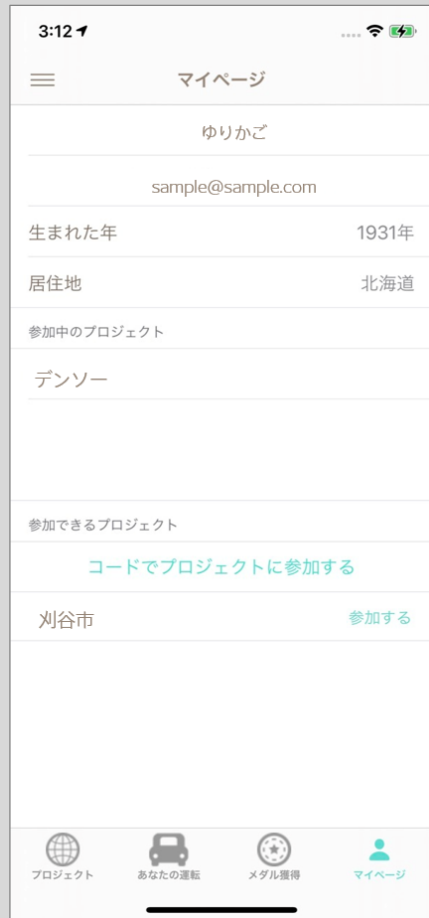 3:12
マイページ
ゆりかご
sample@sample.com
生まれた年 1931年
居住地 北海道
参加中のプロジェクト
デンソー
参加できるプロジェクト
コードでプロジェクトに参加する
刈谷市 参加する
プロジェクト あなたの運転 メダル獲得 マイページ